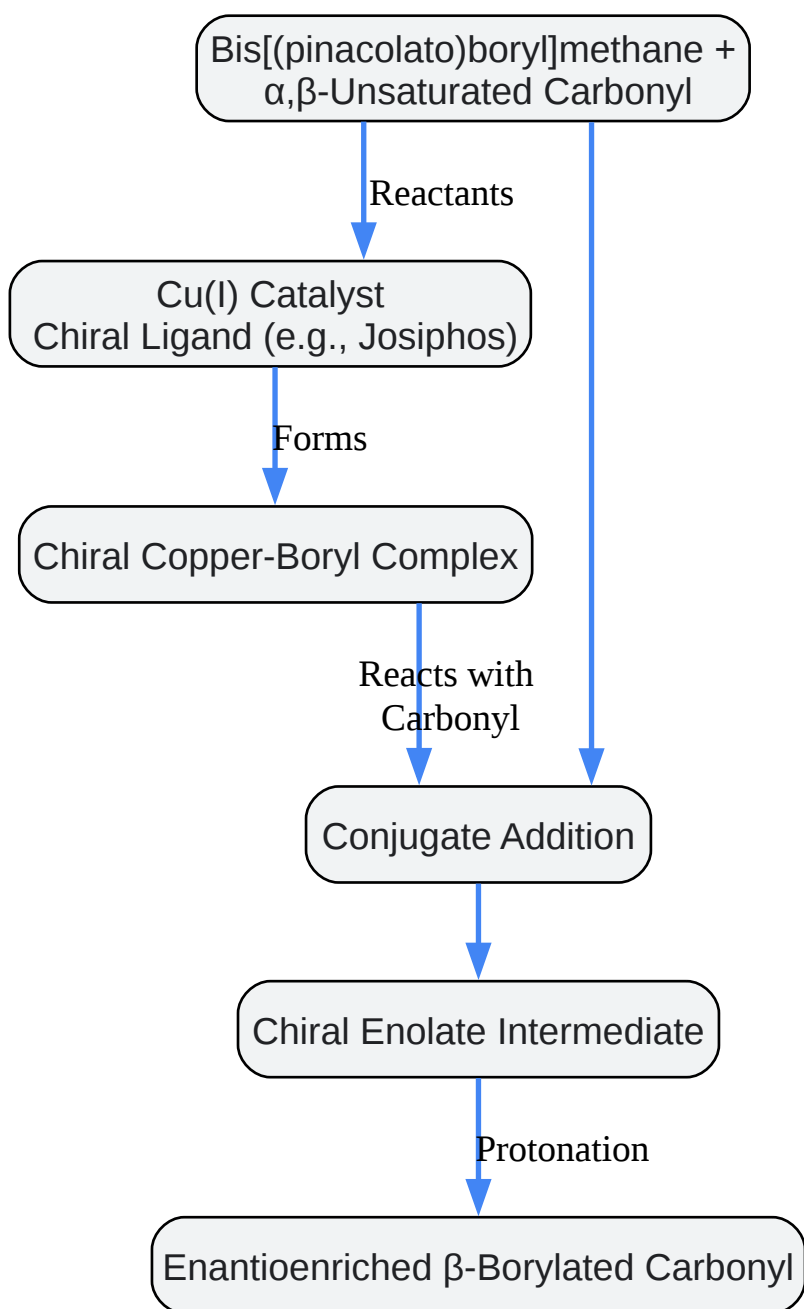 Bis[(pinacolato)boryl]methane +
α,β-Unsaturated Carbonyl
Reactants
Cu(I) Catalyst
Chiral Ligand (e.g., Josiphos)
Forms
Chiral Copper-Boryl Complex
Reacts with
Carbonyl
Conjugate Addition
Chiral Enolate Intermediate
Protonation
Enantioenriched β-Borylated Carbonyl